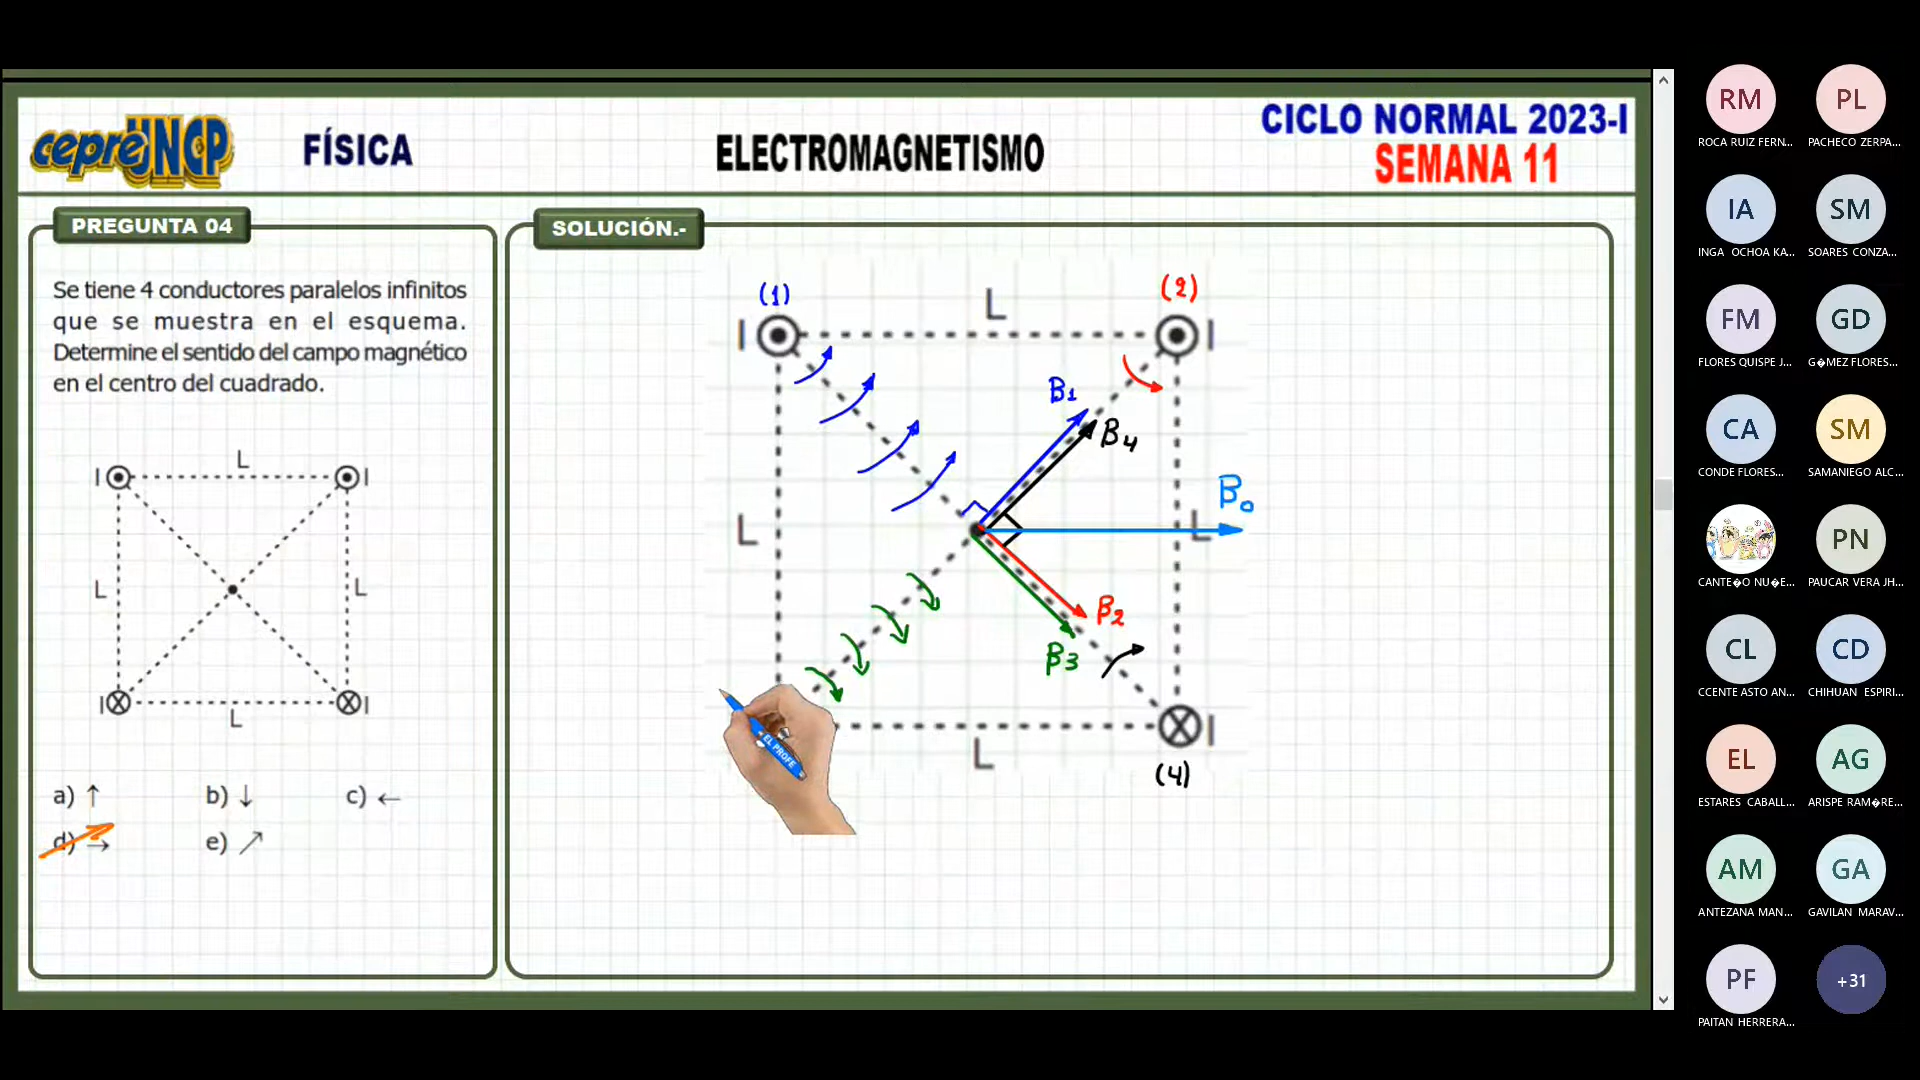 cepre UNCP
FÍSICA
ELECTROMAGNETISMO
CICLO NORMAL 2023-I
SEMANA 11
PREGUNTA 04
Se tiene 4 conductores paralelos infinitos
que se muestra en el esquema.
Determine el sentido del campo magnético
en el centro del cuadrado.
I L I
L L
I I
L
a) ↑ b) ↓ c) ←
d) → e) ↗
SOLUCIÓN.-
(1) L (2)
I I
B1
B4
B0
L L
B2
B3
I
L
(4)
EL PROFE
RM
ROCA RUIZ FERN...
PL
PACHECO ZERPA...
IA
INGA OCHOA KA...
SM
SOARES CONZA...
FM
FLORES QUISPE J...
GD
G�MEZ FLORES...
CA
CONDE FLORES...
SM
SAMANIEGO ALC...
CANTE�O NU�E...
PN
PAUCAR VERA JH...
CL
CCENTE ASTO AN...
CD
CHIHUAN ESPIRI...
EL
ESTARES CABALL...
AG
ARISPE RAM�RE...
AM
ANTEZANA MAN...
GA
GAVILAN MARAV...
PF
PAITAN HERRERA...
+31